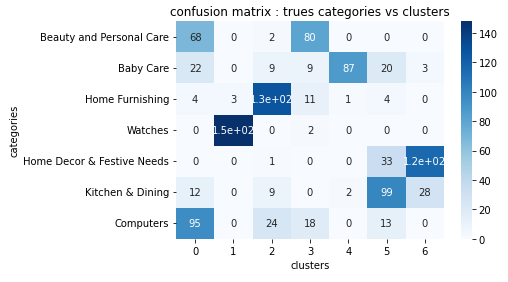 confusion matrix : trues categories vs clusters
categories
Beauty and Personal Care 68 0 2 80 0 0 0
Baby Care 22 0 9 9 87 20 3
Home Furnishing 4 3 1.3e+02 11 1 4 0
Watches 0 1.5e+02 0 2 0 0 0
Home Decor & Festive Needs 0 0 1 0 0 33 1.2e+02
Kitchen & Dining 12 0 9 0 2 99 28
Computers 95 0 24 18 0 13 0
0 1 2 3 4 5 6
clusters
140
120
100
80
60
40
20
0